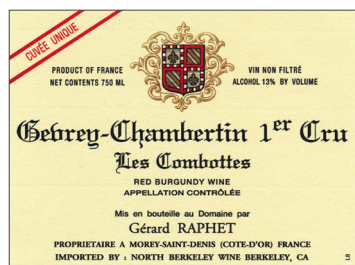 CUVÉE UNIQUE
PRODUCT OF FRANCE
NET CONTENTS 750 ML
VIN NON FILTRÉ
ALCOHOL 13% BY VOLUME
Gevrey-Chambertin 1er Cru
Les Combottes
RED BURGUNDY WINE
APPELLATION CONTRÔLÉE
Mis en bouteille au Domaine par
Gérard RAPHET
PROPRIETAIRE A MOREY-SAINT-DENIS (COTE-D'OR) FRANCE
IMPORTED BY : NORTH BERKELEY WINE BERKELEY, CA